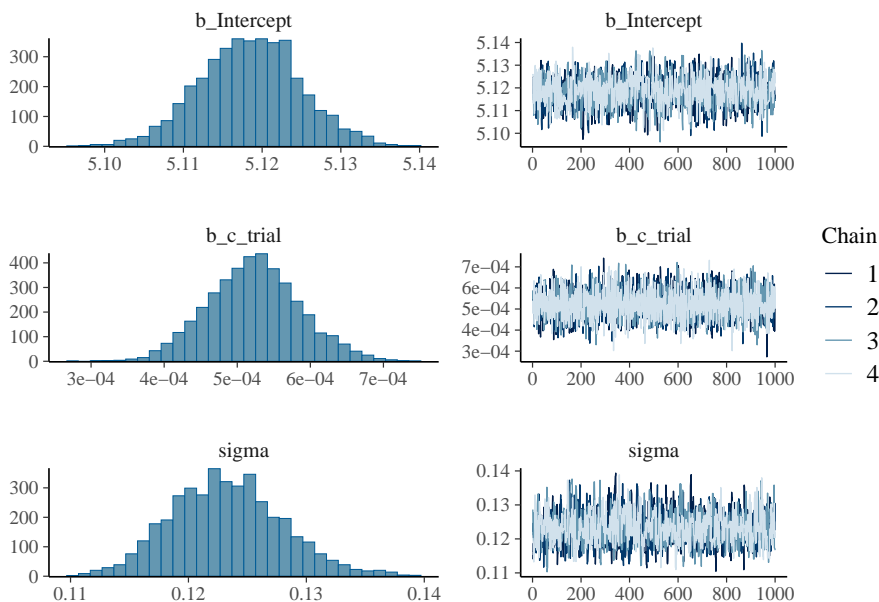 b_Intercept
300
200
100
0
5.10 5.11 5.12 5.13 5.14
b_Intercept
5.14
5.13
5.12
5.11
5.10
0 200 400 600 800 1000
b_c_trial
400
300
200
100
0
3e−04 4e−04 5e−04 6e−04 7e−04
b_c_trial
7e−04
6e−04
5e−04
4e−04
3e−04
0 200 400 600 800 1000
Chain
1
2
3
4
sigma
300
200
100
0
0.11 0.12 0.13 0.14
sigma
0.14
0.13
0.12
0.11
0 200 400 600 800 1000